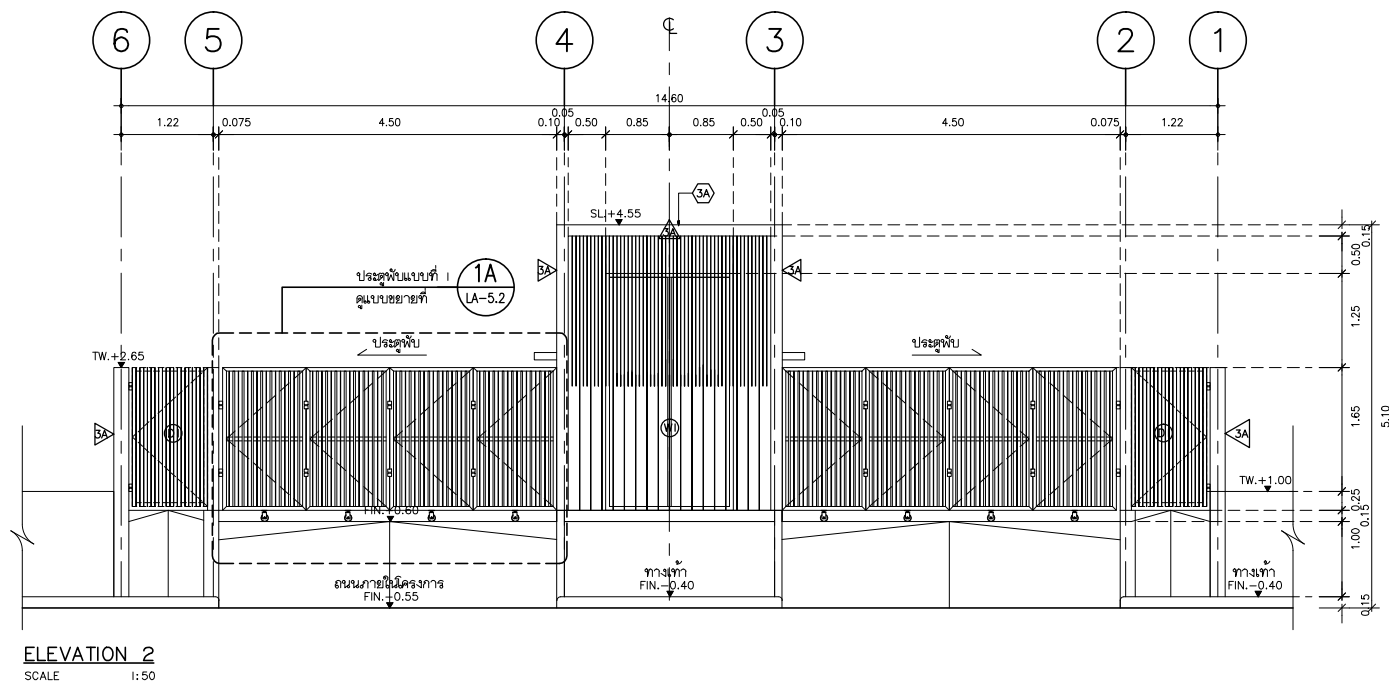 6 5 4 ℄ 3 2 1
14.60
1.22 0.075 4.50 0.10 0.05 0.50 0.85 0.85 0.50 0.05 0.10 4.50 0.075 1.22
SL.+4.55
3A
3A
3A
3A
ประตูพับแบบที่ 1
ดูแบบขยายที่
1A
LA-5.2
0.15
0.50
1.25
1.65
5.10
0.25
0.15
1.00
0.15
TW.+2.65
ประตูพับ
ประตูพับ
3A
WI
3A
TW.+1.00
ถนนภายในโครงการ
FIN.-0.55
ทางเท้า
FIN.-0.40
ทางเท้า
FIN.-0.40
ELEVATION 2
SCALE 1:50